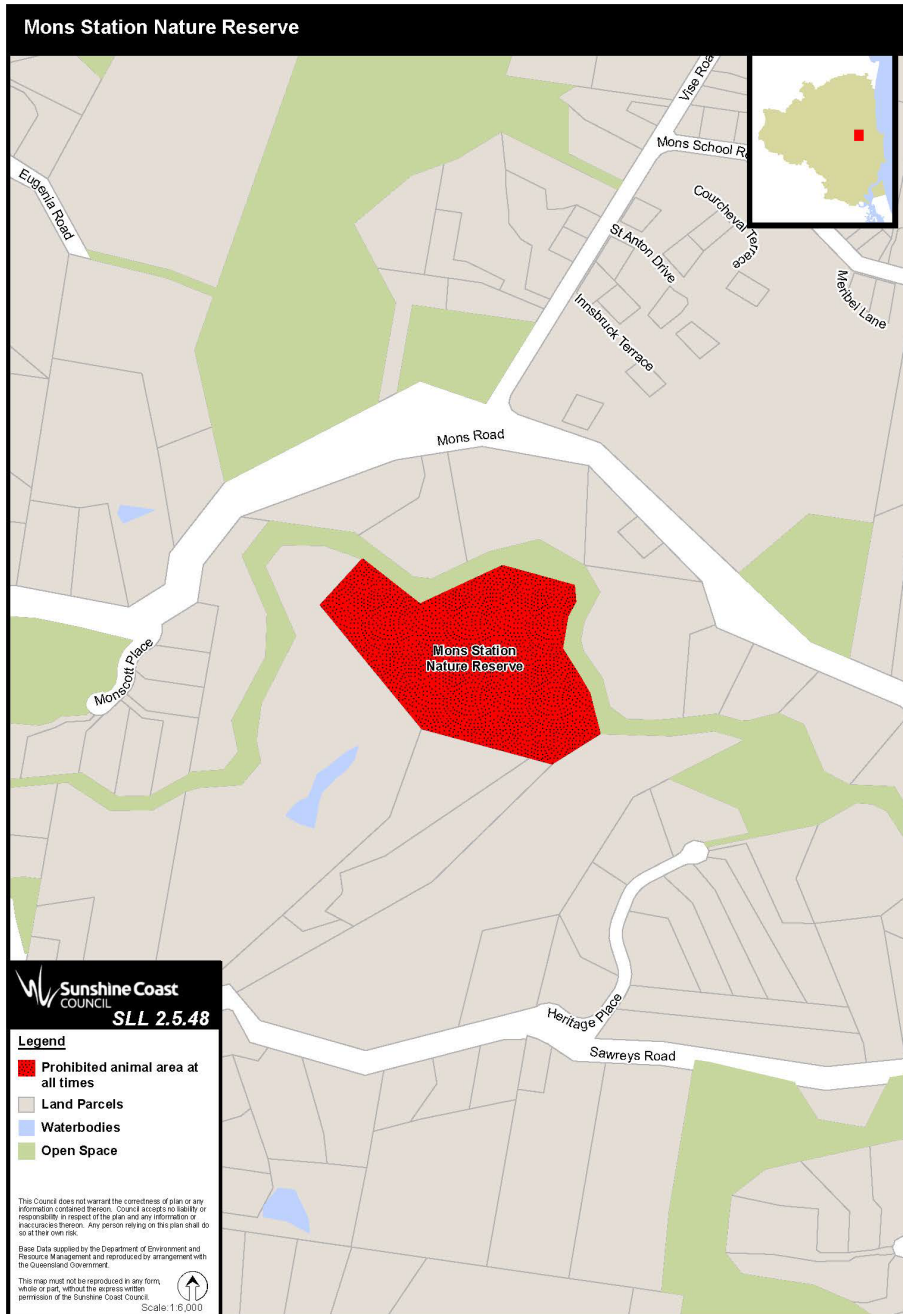 Mons Station Nature Reserve
Vise Road
Mons School Ro
Courcheval Terrace
Eugenia Road
St Anton Drive
Meribel Lane
Innsbruck Terrace
Mons Road
Mons Station
Nature Reserve
Monscott Place
Heritage Place
Sawreys Road
Sunshine Coast
COUNCIL
SLL 2.5.48
Legend
Prohibited animal area at
all times
Land Parcels
Waterbodies
Open Space
This Council does not warrant the correctness of plan or any
information contained thereon. Council accepts no liability or
responsibility in respect of the plan and any information or
inaccuracies thereon. Any person relying on this plan shall do
so at their own risk.
Base Data supplied by the Department of Environment and
Resource Management and reproduced by arrangement with
the Queensland Government.
This map must not be reproduced in any form,
whole or part, without the express written
permission of the Sunshine Coast Council.
Scale: 1:6,000